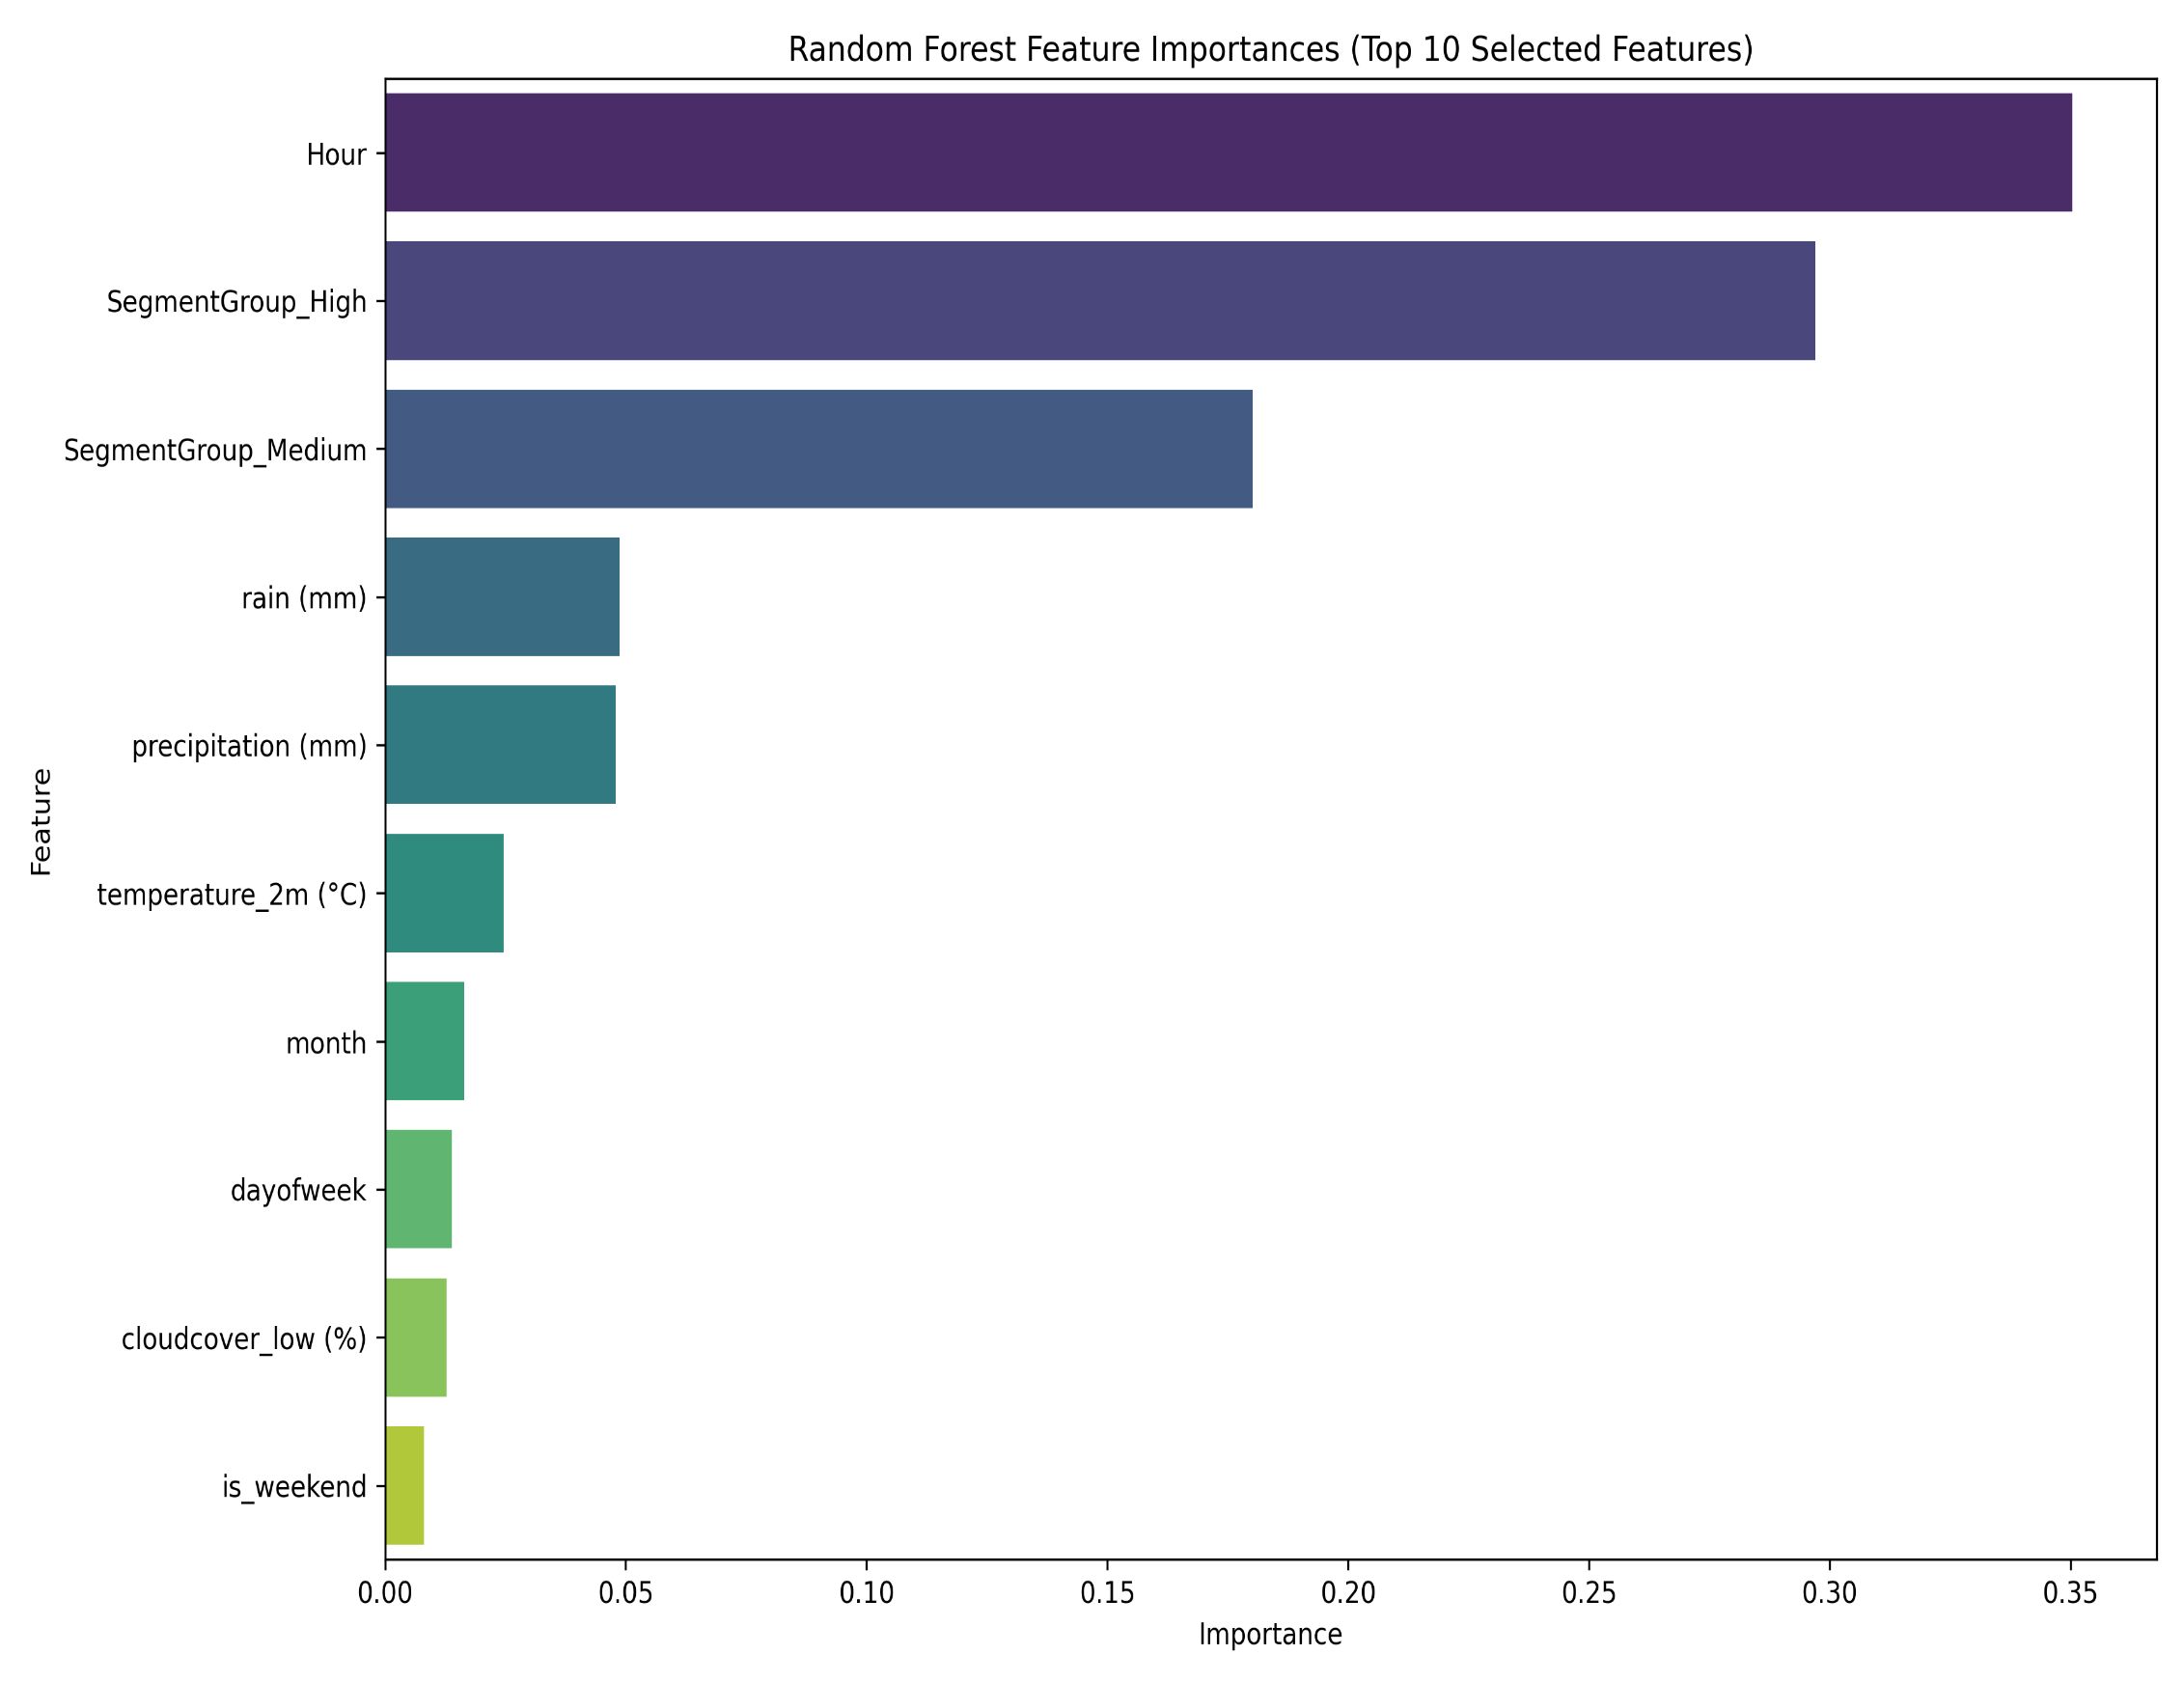 Random Forest Feature Importances (Top 10 Selected Features)
Hour
SegmentGroup_High
SegmentGroup_Medium
rain (mm)
precipitation (mm)
temperature_2m (°C)
month
dayofweek
cloudcover_low (%)
is_weekend
Feature
0.00 0.05 0.10 0.15 0.20 0.25 0.30 0.35
Importance